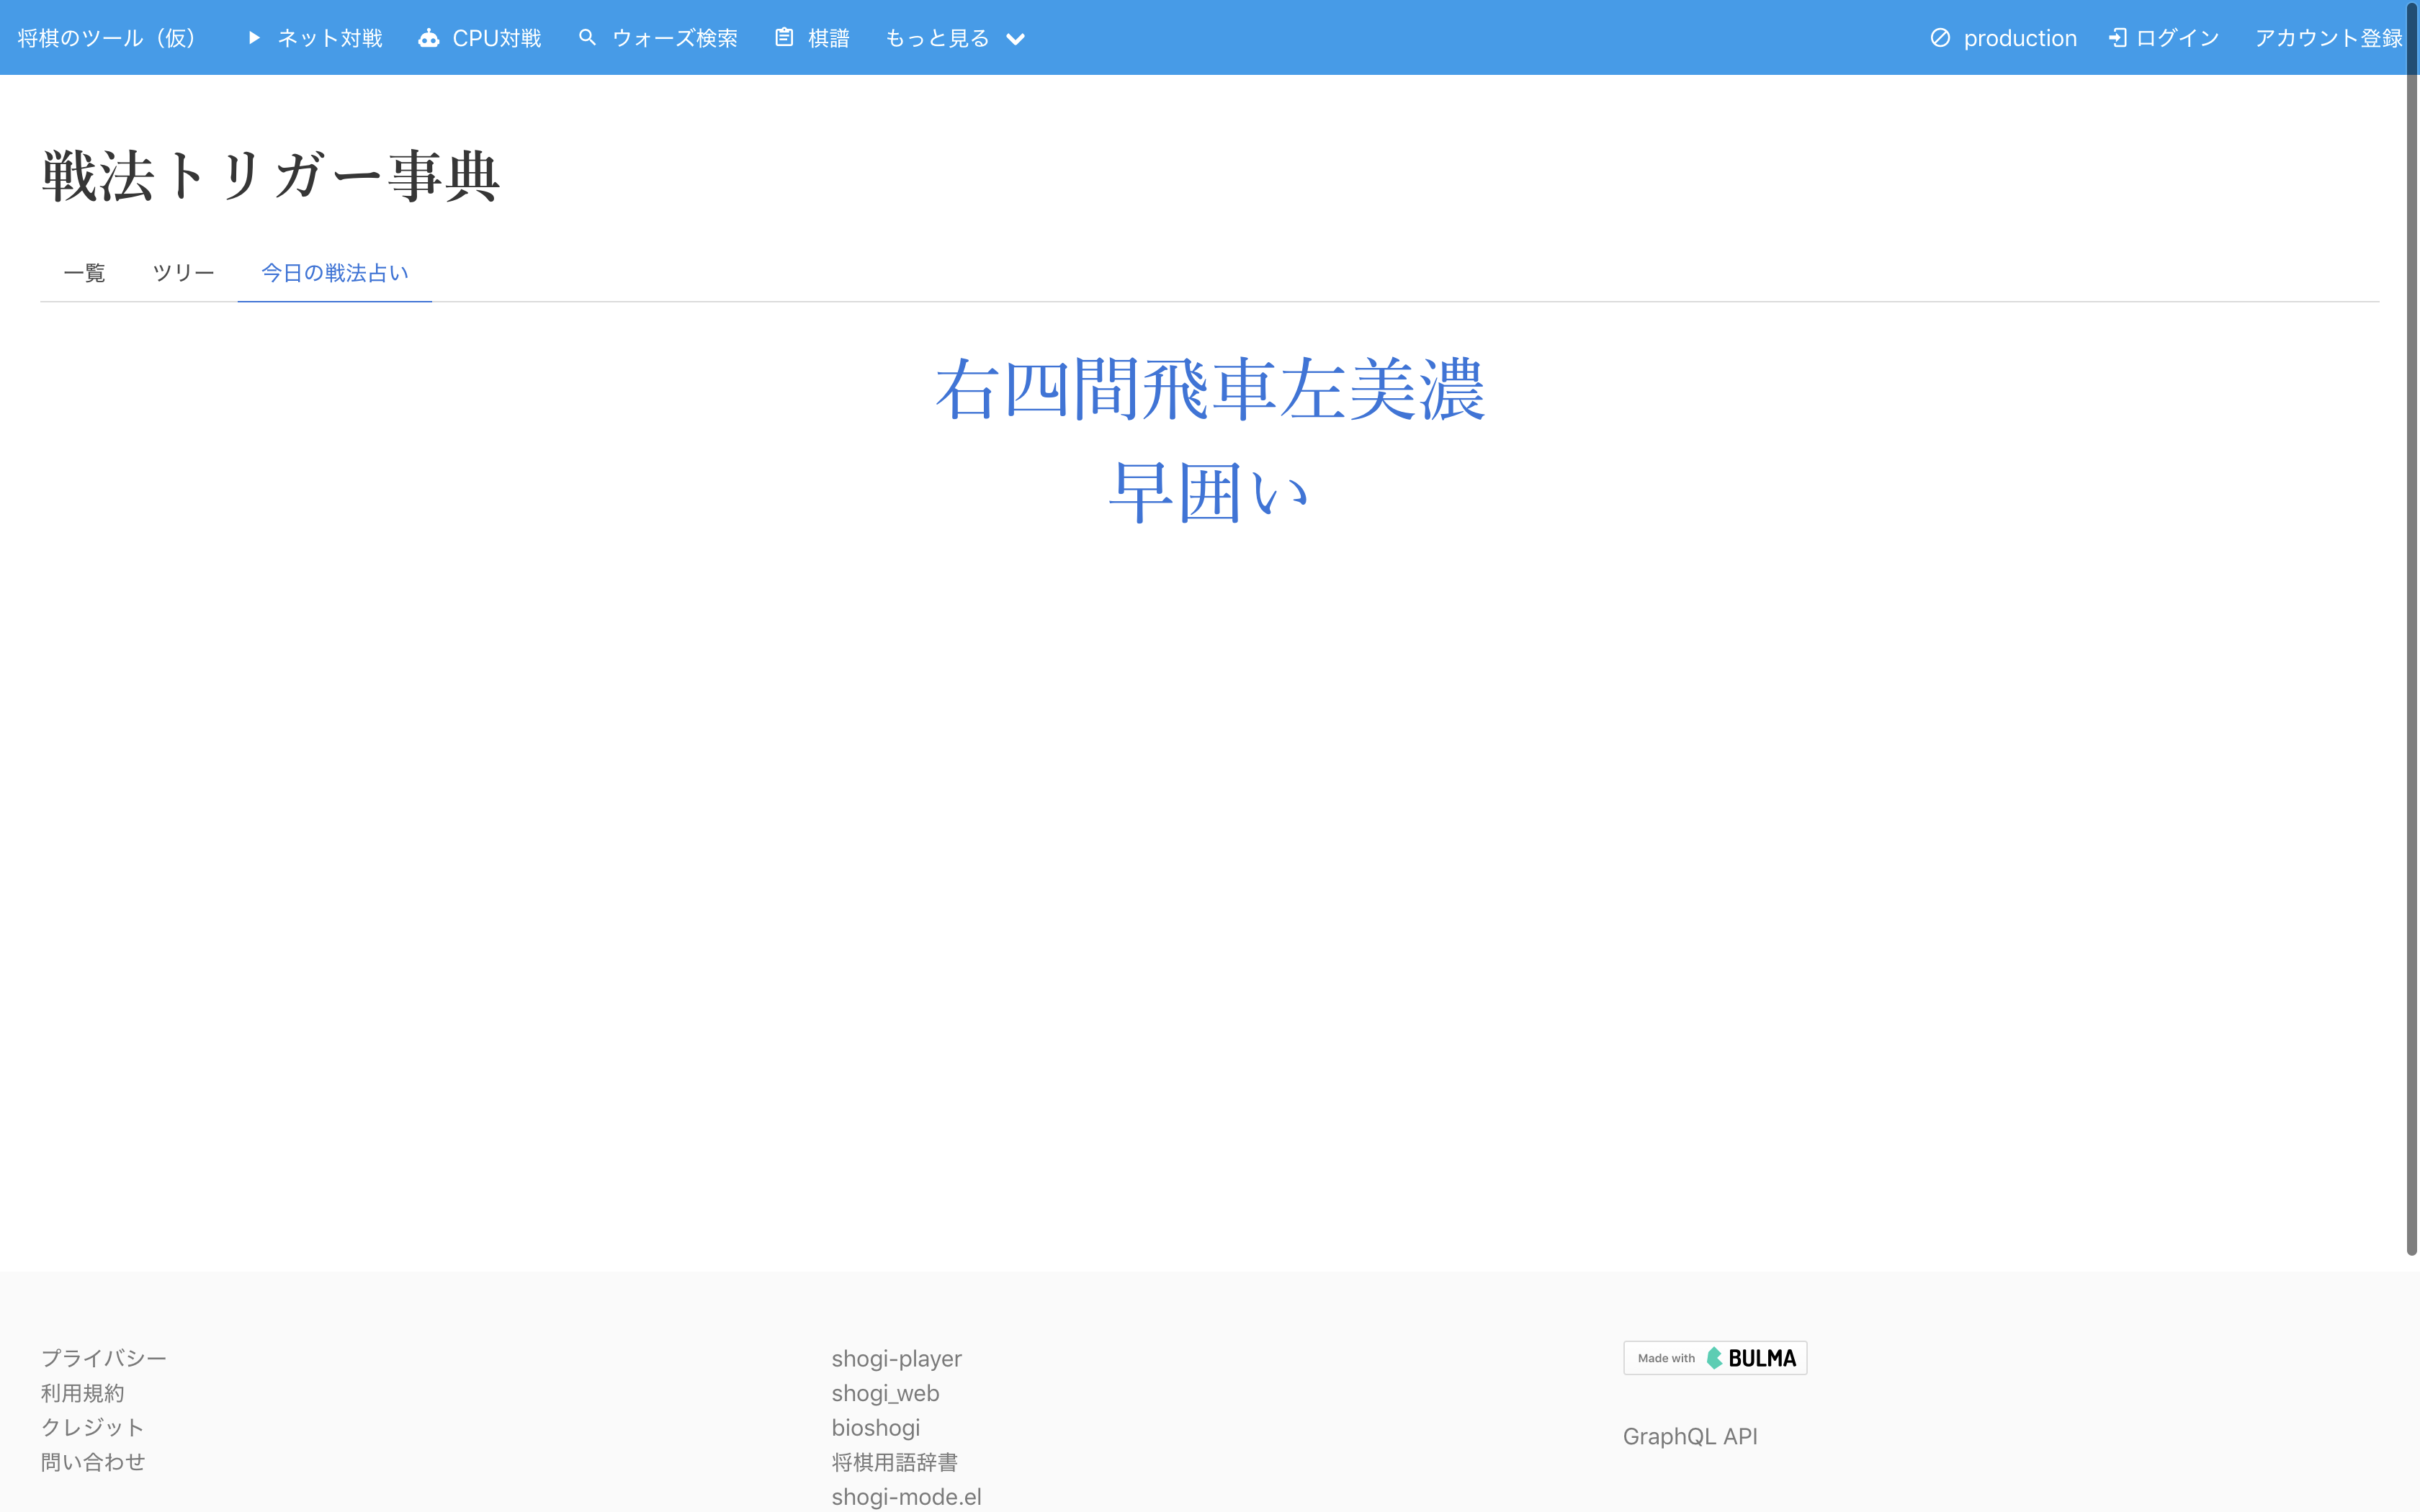 将棋のツール（仮） ネット対戦 CPU対戦 ウォーズ検索 棋譜 もっと見る production ログイン アカウント登録
戦法トリガー事典
一覧 ツリー 今日の戦法占い
右四間飛車左美濃
早囲い
プライバシー
利用規約
クレジット
問い合わせ
shogi-player
shogi_web
bioshogi
将棋用語辞書
shogi-mode.el
Made with BULMA
GraphQL API